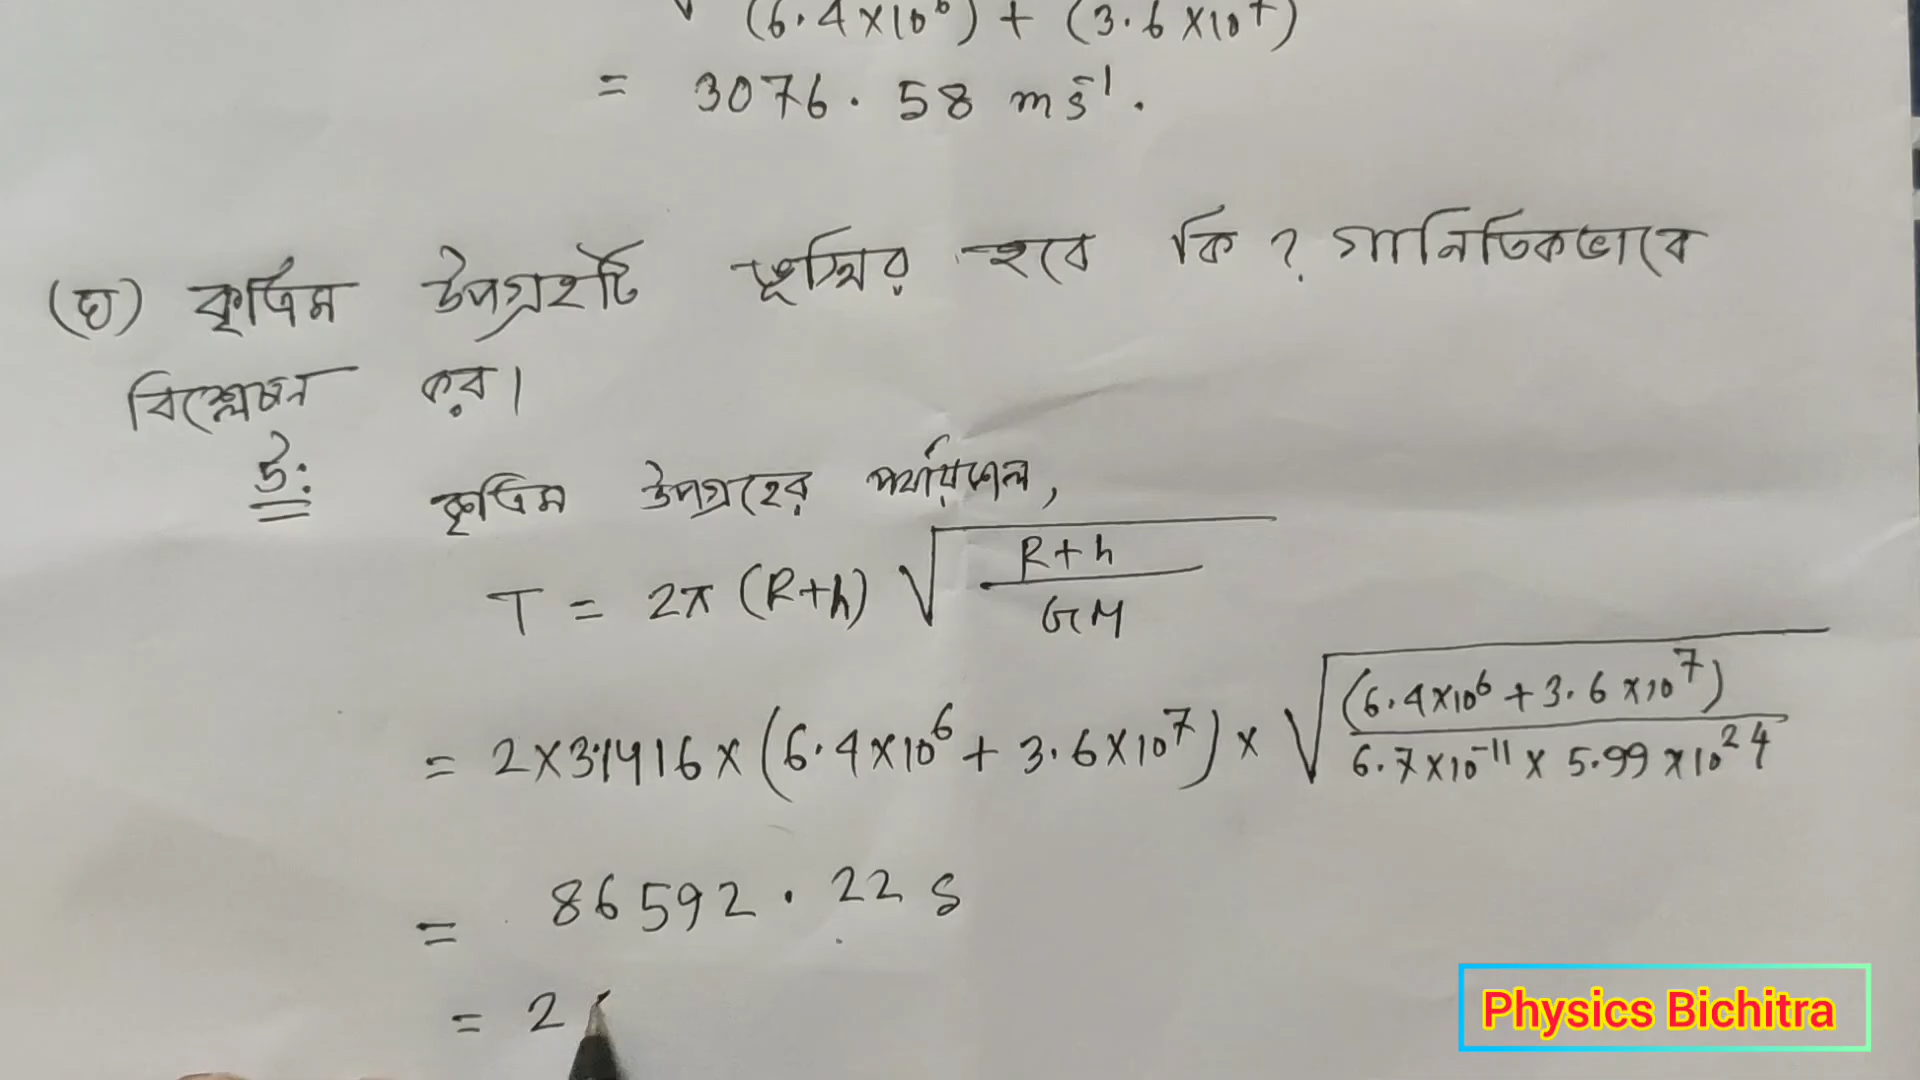 √ (6.4×10⁶) + (3.6×10⁷)
= 3076.58 ms⁻¹.
(ঘ) কৃত্রিম উপগ্রহটি ভূস্থির হবে কি? গানিতিকভাবে
বিশ্লেষন কর।
উ: কৃত্রিম উপগ্রহের পর্যায়কাল,
T = 2π (R+h) √((R+h)/(GM))
= 2×3.1416×(6.4×10⁶+3.6×10⁷)×√((6.4×10⁶+3.6×10⁷)/(6.7×10⁻¹¹×5.99×10²⁴))
= 86592.22 s
= 2
Physics Bichitra